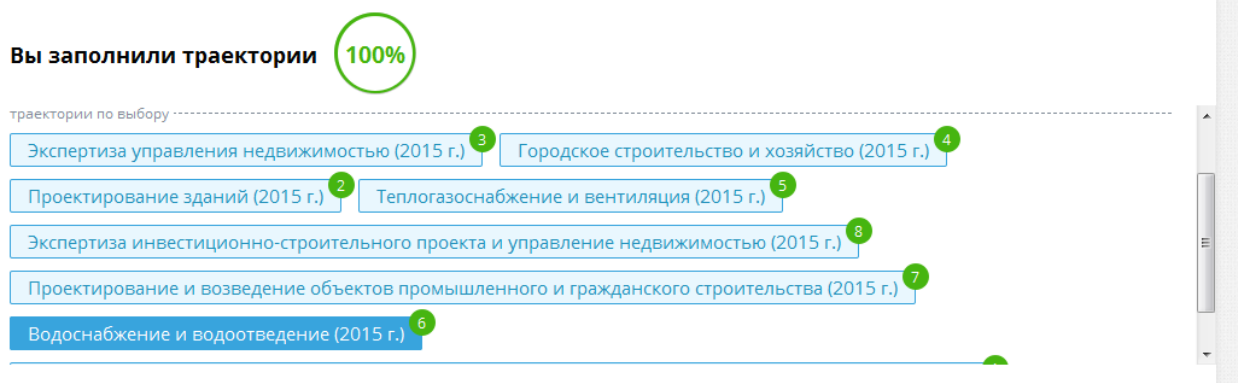 Вы заполнили траектории 100%
траектории по выбору
Экспертиза управления недвижимостью (2015 г.) 3 Городское строительство и хозяйство (2015 г.) 4
Проектирование зданий (2015 г.) 2 Теплогазоснабжение и вентиляция (2015 г.) 5
Экспертиза инвестиционно-строительного проекта и управление недвижимостью (2015 г.) 8
Проектирование и возведение объектов промышленного и гражданского строительства (2015 г.) 7
Водоснабжение и водоотведение (2015 г.) 6